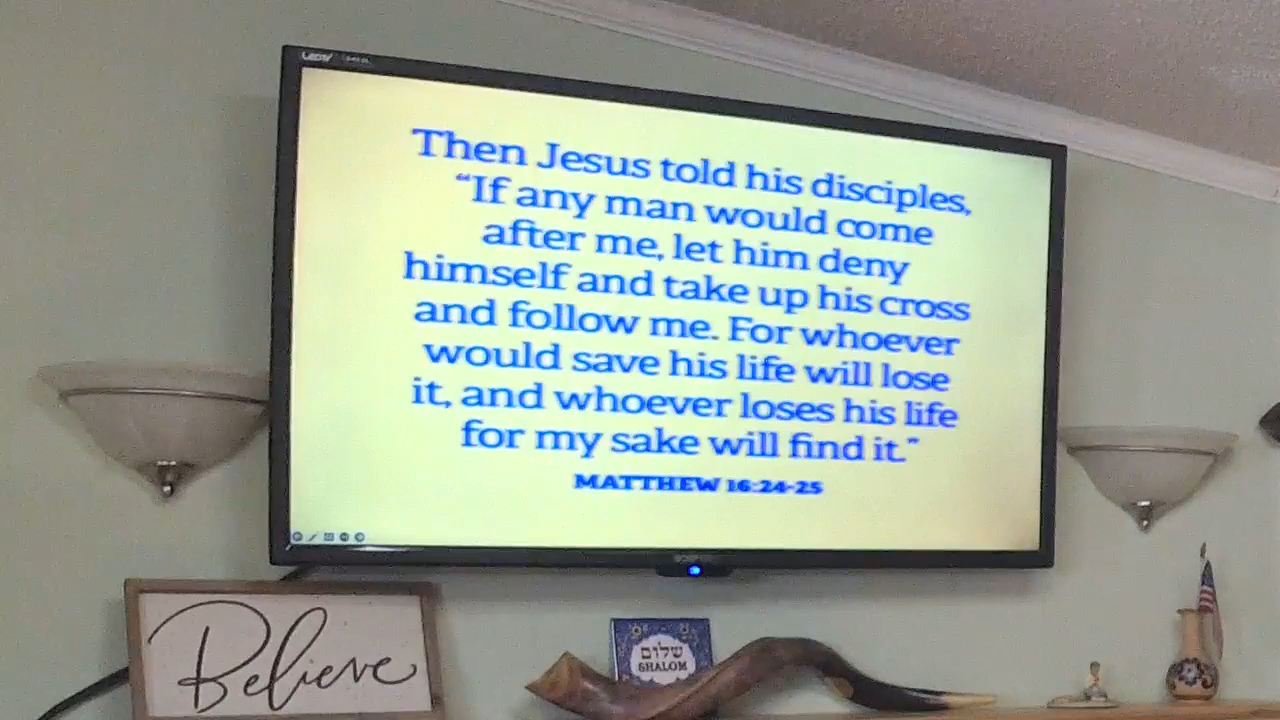 Then Jesus told his disciples,
“If any man would come
after me, let him deny
himself and take up his cross
and follow me. For whoever
would save his life will lose
it, and whoever loses his life
for my sake will find it.”
MATTHEW 16:24-25
Believe
שלום
SHALOM